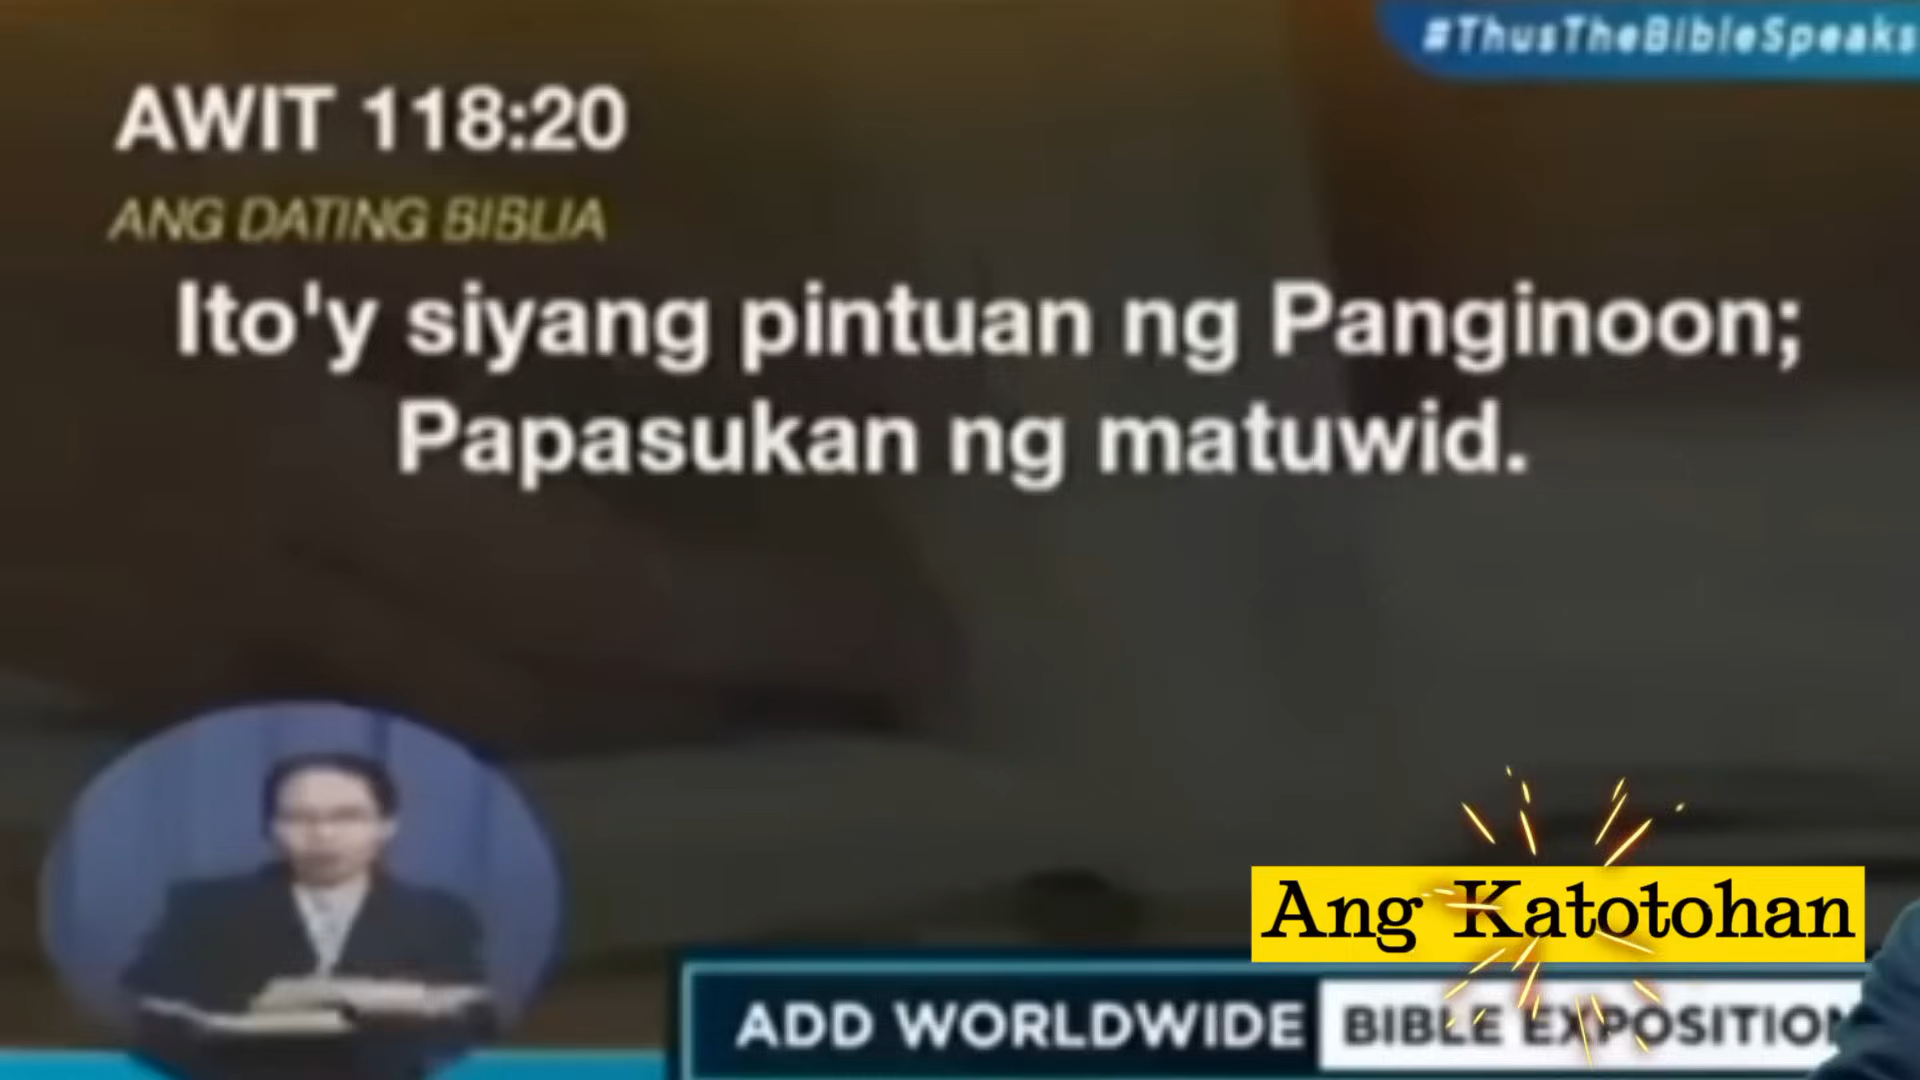 #ThusTheBibleSpeaks
AWIT 118:20
ANG DATING BIBLIA
Ito'y siyang pintuan ng Panginoon;
Papasukan ng matuwid.
Ang Katotohan
ADD WORLDWIDE BIBLE EXPOSITION